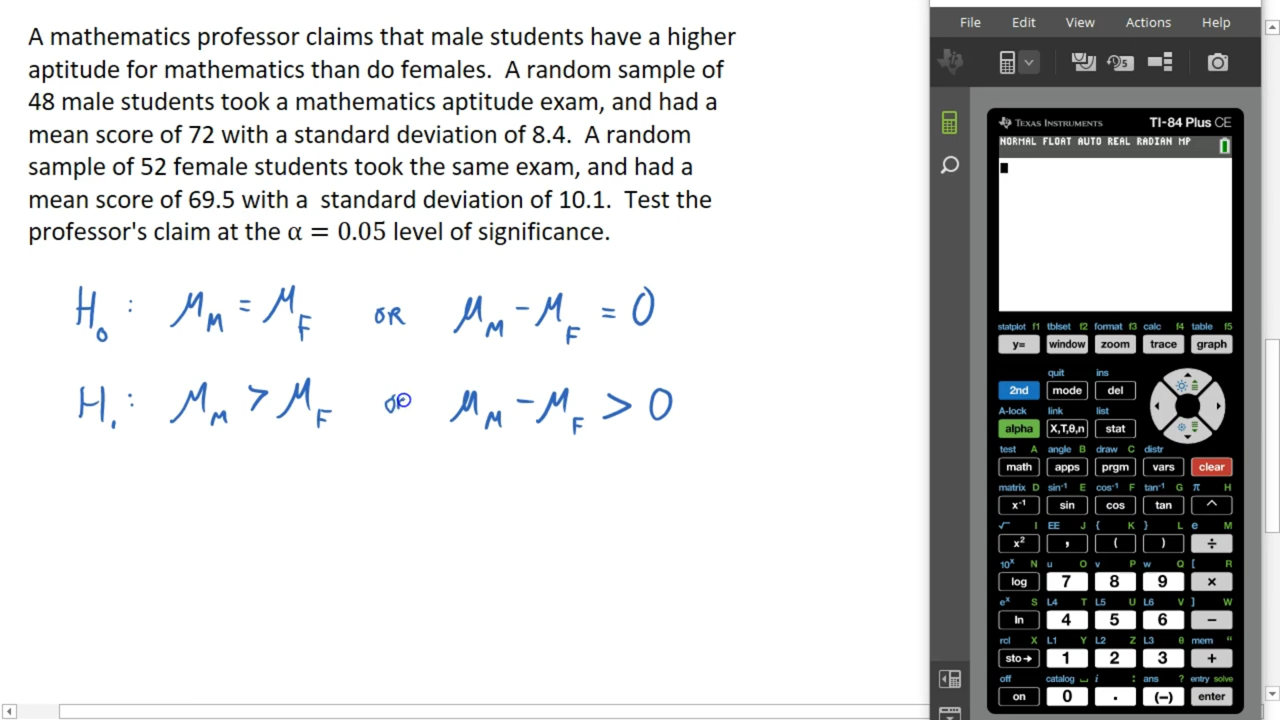 A mathematics professor claims that male students have a higher
aptitude for mathematics than do females. A random sample of
48 male students took a mathematics aptitude exam, and had a
mean score of 72 with a standard deviation of 8.4. A random
sample of 52 female students took the same exam, and had a
mean score of 69.5 with a standard deviation of 10.1. Test the
professor's claim at the α = 0.05 level of significance.
H₀ : μ_M = μ_F OR μ_M − μ_F = 0
H₁ : μ_M > μ_F OR μ_M − μ_F > 0
File Edit View Actions Help
TEXAS INSTRUMENTS TI-84 Plus CE
NORMAL FLOAT AUTO REAL RADIAN MP
statplot f1 tblset f2 format f3 calc f4 table f5
y= window zoom trace graph
quit ins
2nd mode del
A-lock link list
alpha X,T,θ,n stat
test A angle B draw C distr
math apps prgm vars clear
matrix D sin⁻¹ E cos⁻¹ F tan⁻¹ G π H
x⁻¹ sin cos tan ^
√ I EE J { K } L e M
x² , ( ) ÷
10ˣ N u O v P w Q [ R
log 7 8 9 ×
eˣ S L4 T L5 U L6 V ] W
ln 4 5 6 −
rcl X L1 Y L2 Z L3 θ mem "
sto→ 1 2 3 +
off catalog ␣ i : ans ? entry solve
on 0 . (−) enter